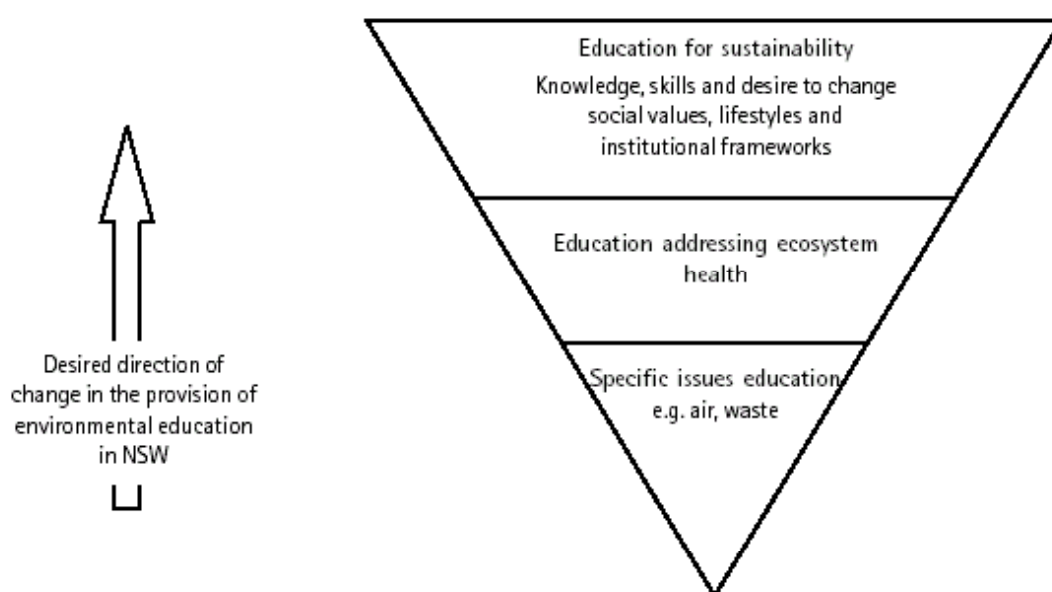 Education for sustainability
Knowledge, skills and desire to change
social values, lifestyles and
institutional frameworks
Education addressing ecosystem
health
Specific issues education
e.g. air, waste
Desired direction of
change in the provision of
environmental education
in NSW